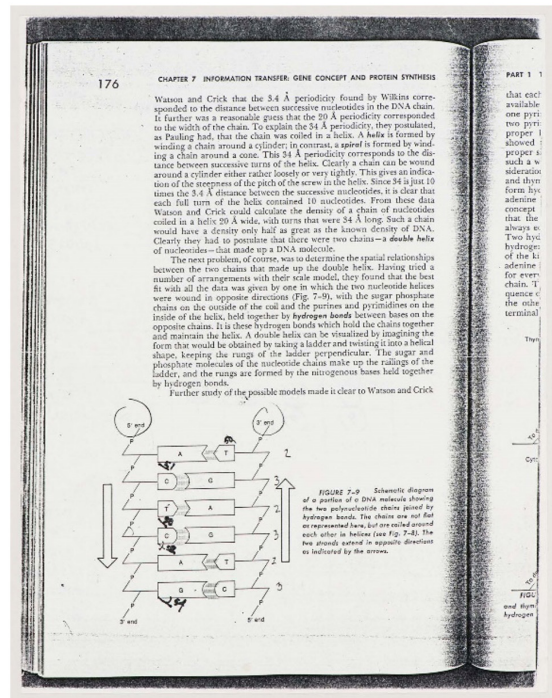 176
CHAPTER 7 INFORMATION TRANSFER: GENE CONCEPT AND PROTEIN SYNTHESIS
Watson and Crick that the 3.4 Å periodicity found by Wilkins corre-
sponded to the distance between successive nucleotides in the DNA chain.
It further was a reasonable guess that the 20 Å periodicity corresponded
to the width of the chain. To explain the 34 Å periodicity, they postulated,
as Pauling had, that the chain was coiled in a helix. A helix is formed by
winding a chain around a cylinder; in contrast, a spiral is formed by wind-
ing a chain around a cone. This 34 Å periodicity corresponds to the dis-
tance between successive turns of the helix. Clearly a chain can be wound
around a cylinder either rather loosely or very tightly. This gives an indica-
tion of the steepness of the pitch of the screw in the helix. Since 34 is just 10
times the 3.4 Å distance between the successive nucleotides, it is clear that
each full turn of the helix contained 10 nucleotides. From these data
Watson and Crick could calculate the density of a chain of nucleotides
coiled in a helix 20 Å wide, with turns that were 34 Å long. Such a chain
would have a density only half as great as the known density of DNA.
Clearly they had to postulate that there were two chains—a double helix
of nucleotides—that made up a DNA molecule.
The next problem, of course, was to determine the spatial relationships
between the two chains that made up the double helix. Having tried a
number of arrangements with their scale model, they found that the best
fit with all the data was given by one in which the two nucleotide helices
were wound in opposite directions (Fig. 7–9), with the sugar phosphate
chains on the outside of the coil and the purines and pyrimidines on the
inside of the helix, held together by hydrogen bonds between bases on the
opposite chains. It is these hydrogen bonds which hold the chains together
and maintain the helix. A double helix can be visualized by imagining the
form that would be obtained by taking a ladder and twisting it into a helical
shape, keeping the rungs of the ladder perpendicular. The sugar and
phosphate molecules of the nucleotide chains make up the railings of the
ladder, and the rungs are formed by the nitrogenous bases held together
by hydrogen bonds.
Further study of the possible models made it clear to Watson and Crick
5' end
3' end
P
P
A
T
2
C
G
3
T
A
2
C
G
3
A
T
2
G
C
3
3' end
5' end
FIGURE 7–9 Schematic diagram
of a portion of a DNA molecule showing
the two polynucleotide chains joined by
hydrogen bonds. The chains are not flat
as represented here, but are coiled around
each other in helices (see Fig. 7–8). The
two strands extend in opposite directions
as indicated by the arrows.
PART 1
that each
available
one pyri
two pyri
proper
showed
proper s
such a w
sideration
and thym
form hy
adenine
concept
that the
always e
Two hyd
hydroge
of the ki
adenine
for ever
chain. T
quence o
the othe
terminal
Thy
Cyt
FIGU
and thym
hydrogen